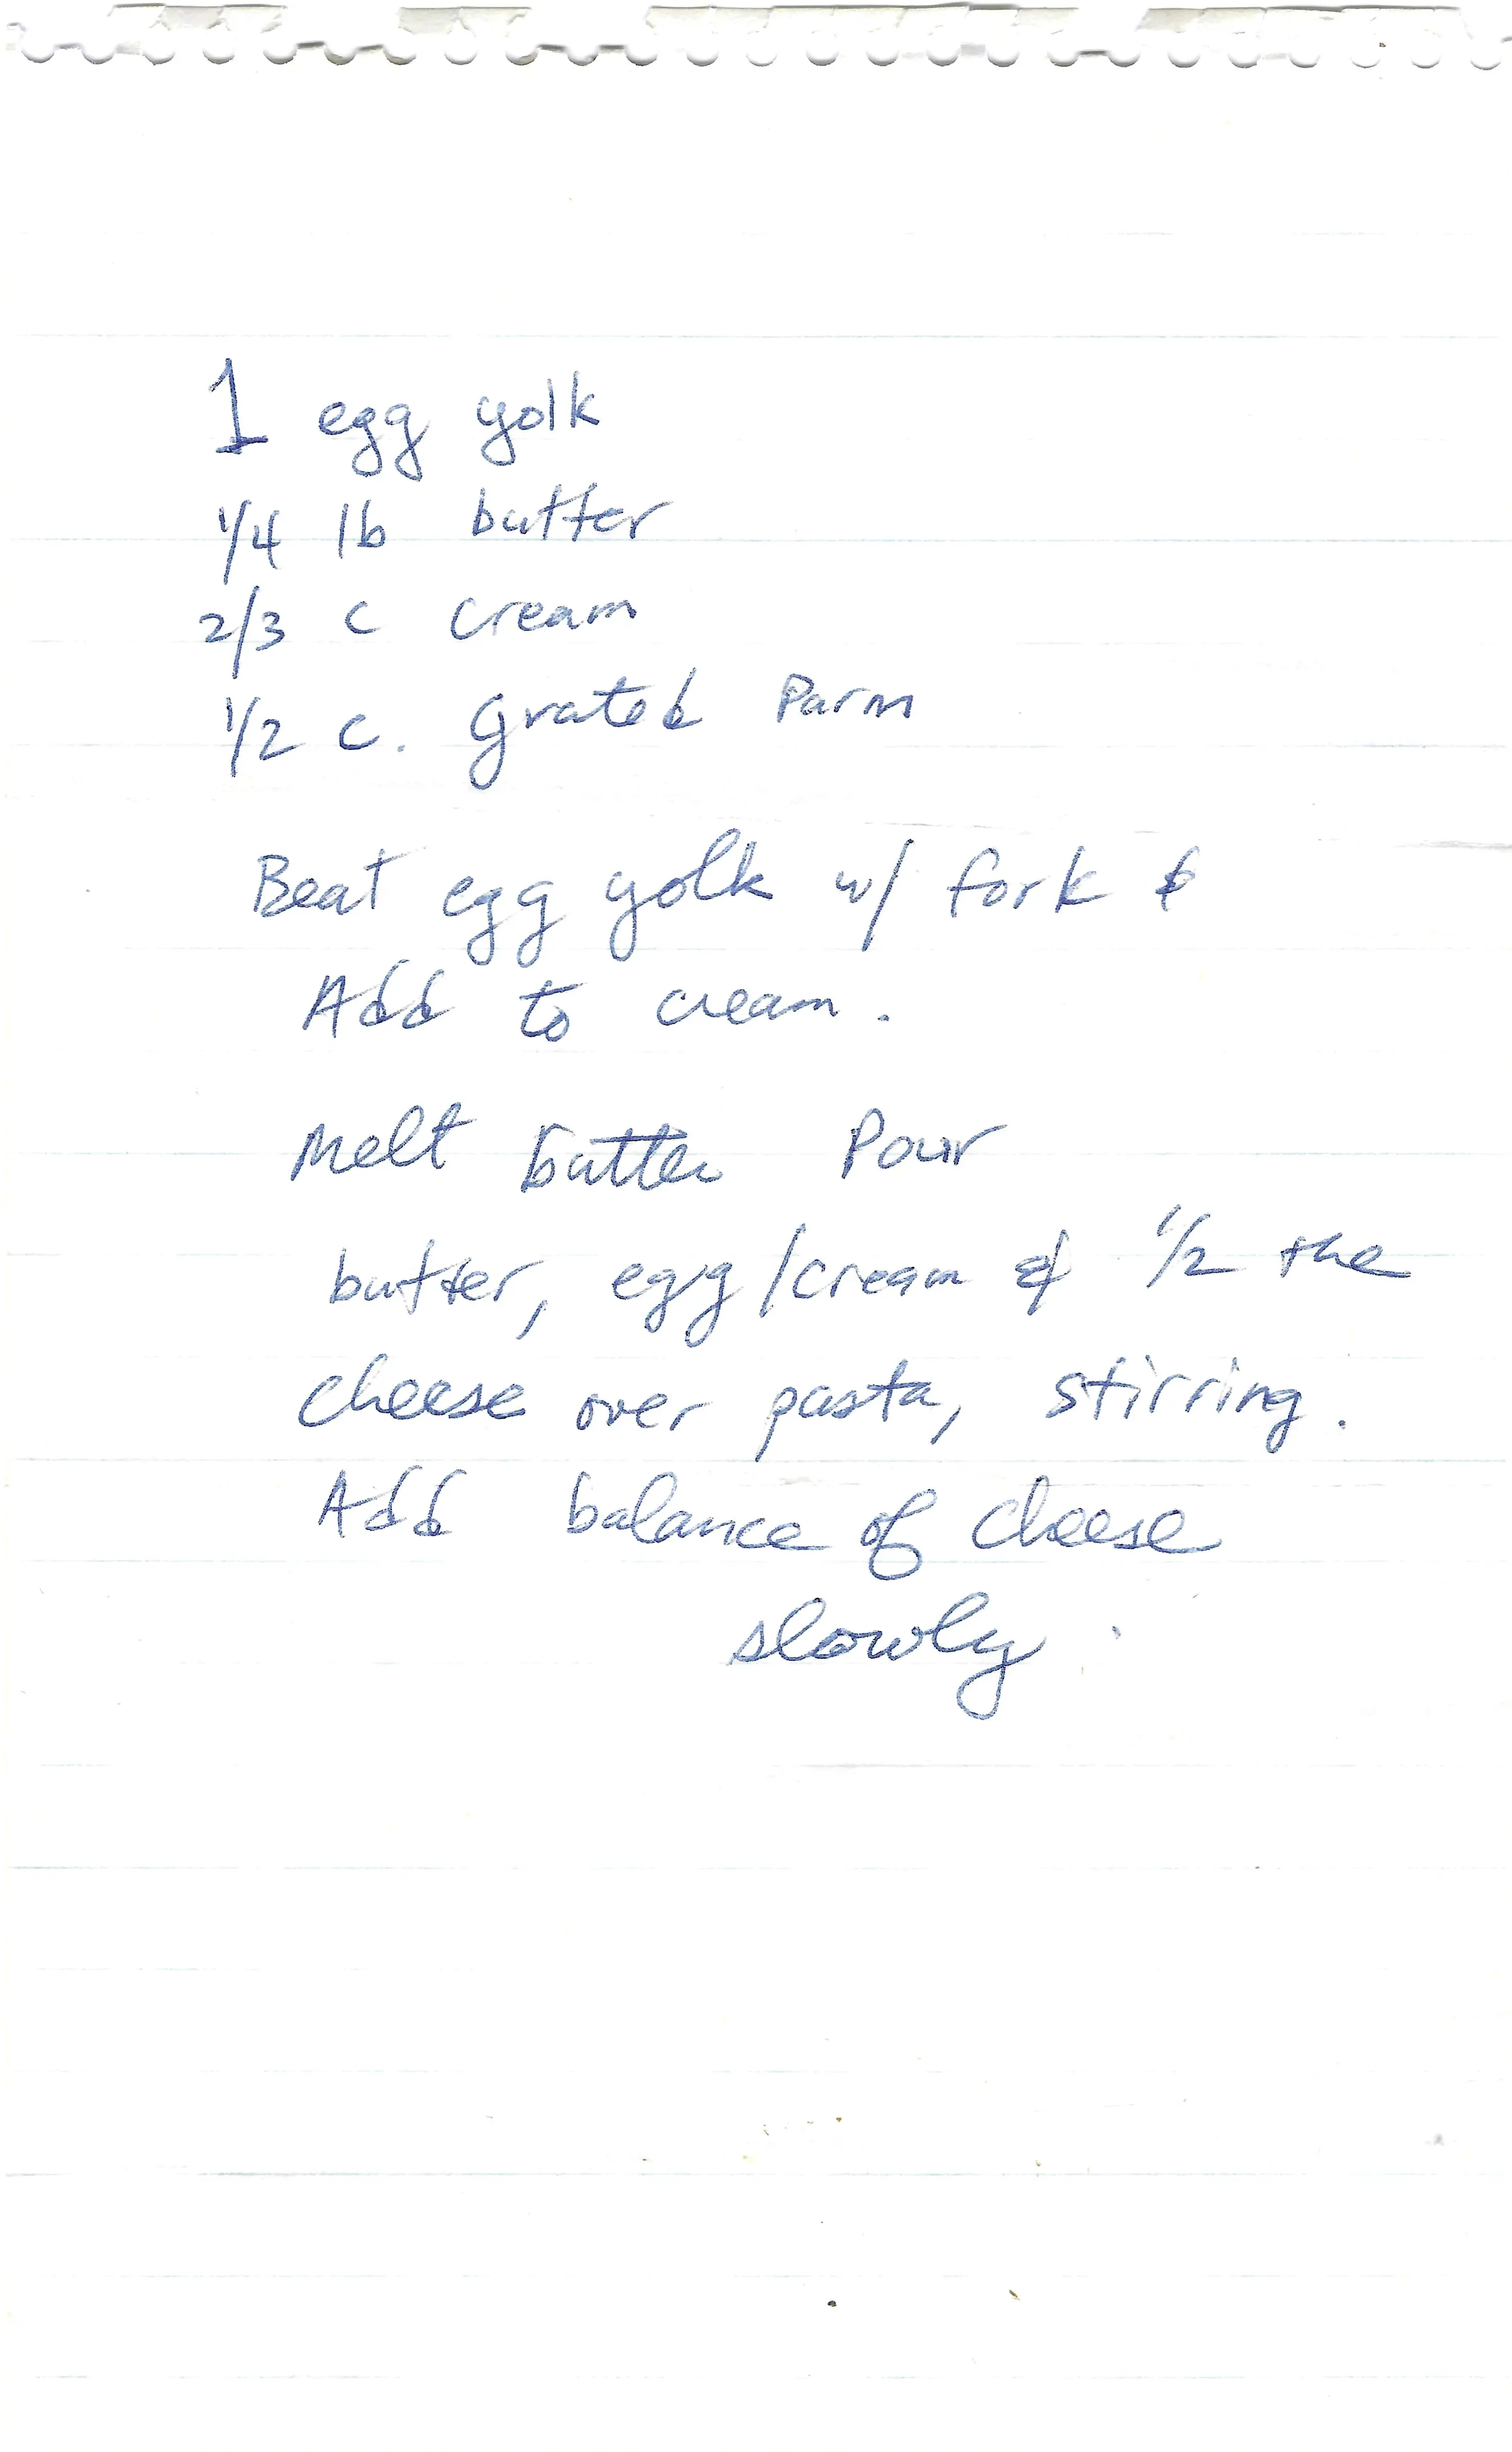 1 egg yolk
1/4 lb butter
2/3 c cream
1/2 c. grated Parm
Beat egg yolk w/ fork &
Add to cream.
Melt butter Pour
butter, egg/cream & 1/2 the
cheese over pasta, stirring.
Add balance of cheese
slowly.